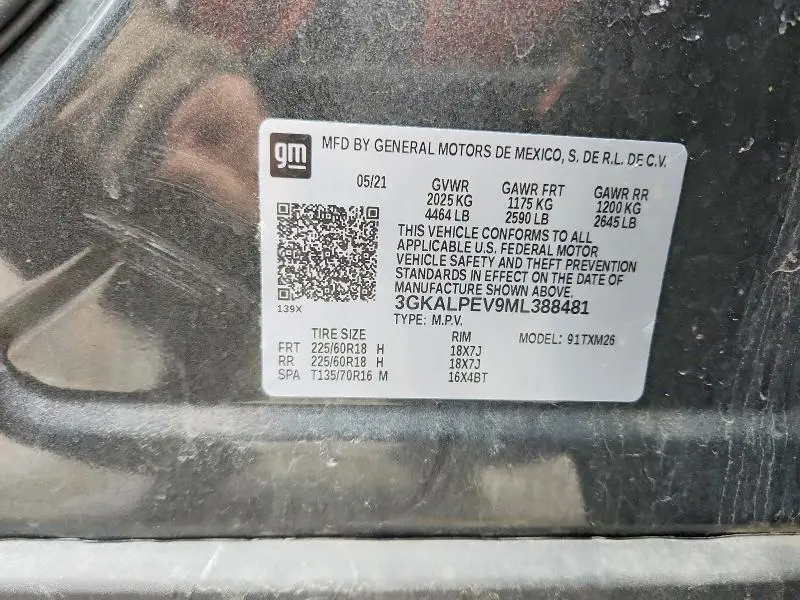 gm MFD BY GENERAL MOTORS DE MEXICO, S. DE R.L. DE C.V.
05/21 GVWR GAWR FRT GAWR RR
2025 KG 1175 KG 1200 KG
4464 LB 2590 LB 2645 LB
THIS VEHICLE CONFORMS TO ALL
APPLICABLE U.S. FEDERAL MOTOR
VEHICLE SAFETY AND THEFT PREVENTION
STANDARDS IN EFFECT ON THE DATE OF
MANUFACTURE SHOWN ABOVE.
139X 3GKALPEV9ML388481
TYPE: M.P.V.
TIRE SIZE RIM MODEL: 91TXM26
FRT 225/60R18 H 18X7J
RR 225/60R18 H 18X7J
SPA T135/70R16 M 16X4BT